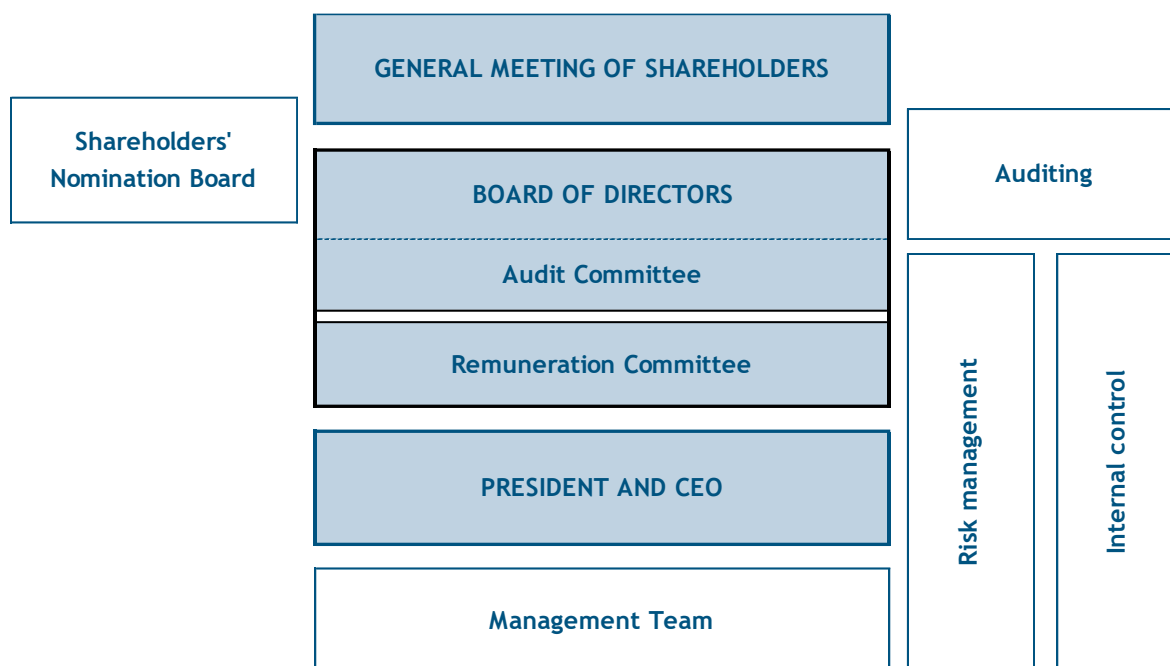 GENERAL MEETING OF SHAREHOLDERS
Shareholders'
Nomination Board
Auditing
BOARD OF DIRECTORS
Audit Committee
Remuneration Committee
Risk management
Internal control
PRESIDENT AND CEO
Management Team